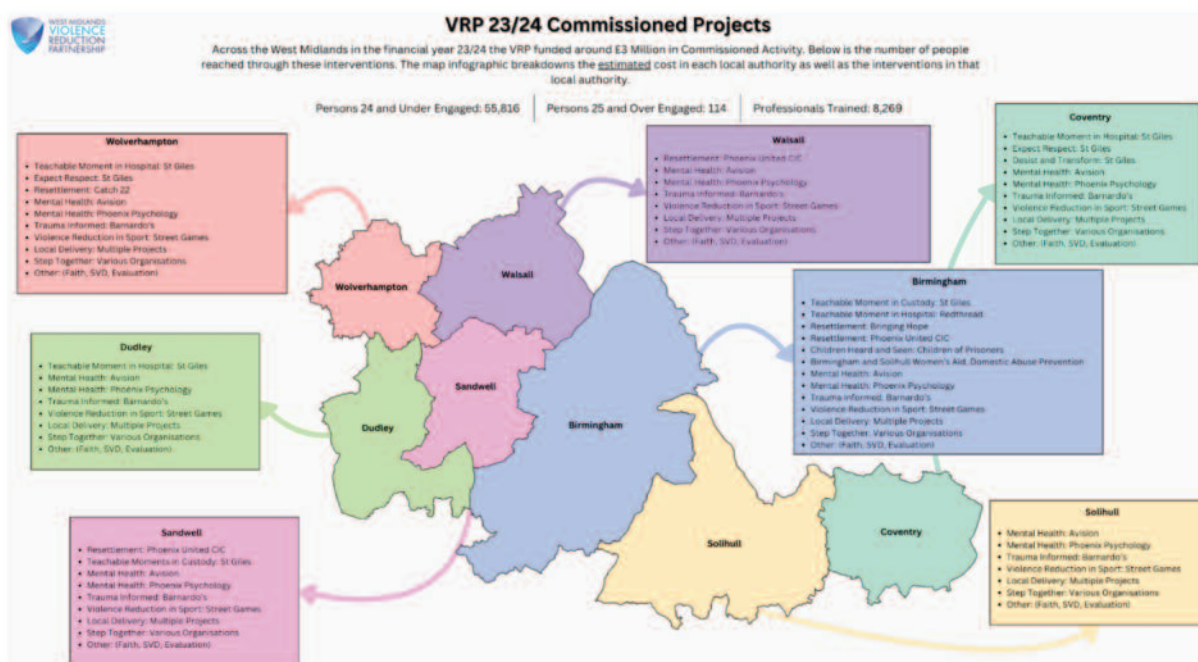 WEST MIDLANDS
VIOLENCE
REDUCTION
PARTNERSHIP
VRP 23/24 Commissioned Projects
Across the West Midlands in the financial year 23/24 the VRP funded around £3 Million in Commissioned Activity. Below is the number of people
reached through these interventions. The map infographic breakdowns the estimated cost in each local authority as well as the interventions in that
local authority.
Persons 24 and Under Engaged: 55,816
Persons 25 and Over Engaged: 114
Professionals Trained: 8,269
Wolverhampton
• Teachable Moment in Hospital: St Giles
• Expect Respect: St Giles
• Resettlement: Catch 22
• Mental Health: Avision
• Mental Health: Phoenix Psychology
• Trauma Informed: Barnardo's
• Violence Reduction in Sport: Street Games
• Local Delivery: Multiple Projects
• Step Together: Various Organisations
• Other: (Faith, SVD, Evaluation)
Walsall
• Resettlement: Phoenix United CIC
• Mental Health: Avision
• Mental Health: Phoenix Psychology
• Trauma Informed: Barnardo's
• Violence Reduction in Sport: Street Games
• Local Delivery: Multiple Projects
• Step Together: Various Organisations
• Other: (Faith, SVD, Evaluation)
Coventry
• Teachable Moment in Hospital: St Giles
• Expect Respect: St Giles
• Desist and Transform: St Giles
• Mental Health: Avision
• Mental Health: Phoenix Psychology
• Trauma Informed: Barnardo's
• Violence Reduction in Sport: Street Games
• Local Delivery: Multiple Projects
• Step Together: Various Organisations
• Other: (Faith, SVD, Evaluation)
Birmingham
• Teachable Moment in Custody: St Giles
• Teachable Moment in Hospital: Redthread
• Resettlement: Bringing Hope
• Resettlement: Phoenix United CIC
• Children Heard and Seen: Children of Prisoners
• Birmingham and Solihull Women's Aid: Domestic Abuse Prevention
• Mental Health: Avision
• Mental Health: Phoenix Psychology
• Trauma Informed: Barnardo's
• Violence Reduction in Sport: Street Games
• Local Delivery: Multiple Projects
• Step Together: Various Organisations
• Other: (Faith, SVD, Evaluation)
Dudley
• Teachable Moment in Hospital: St Giles
• Mental Health: Avision
• Mental Health: Phoenix Psychology
• Trauma Informed: Barnardo's
• Violence Reduction in Sport: Street Games
• Local Delivery: Multiple Projects
• Step Together: Various Organisations
• Other: (Faith, SVD, Evaluation)
Wolverhampton
Walsall
Sandwell
Dudley
Birmingham
Solihull
Coventry
Sandwell
• Resettlement: Phoenix United CIC
• Teachable Moments in Custody: St Giles
• Mental Health: Avision
• Mental Health: Phoenix Psychology
• Trauma Informed: Barnardo's
• Violence Reduction in Sport: Street Games
• Local Delivery: Multiple Projects
• Step Together: Various Organisations
• Other: (Faith, SVD, Evaluation)
Solihull
• Mental Health: Avision
• Mental Health: Phoenix Psychology
• Trauma Informed: Barnardo's
• Violence Reduction in Sport: Street Games
• Local Delivery: Multiple Projects
• Step Together: Various Organisations
• Other: (Faith, SVD, Evaluation)